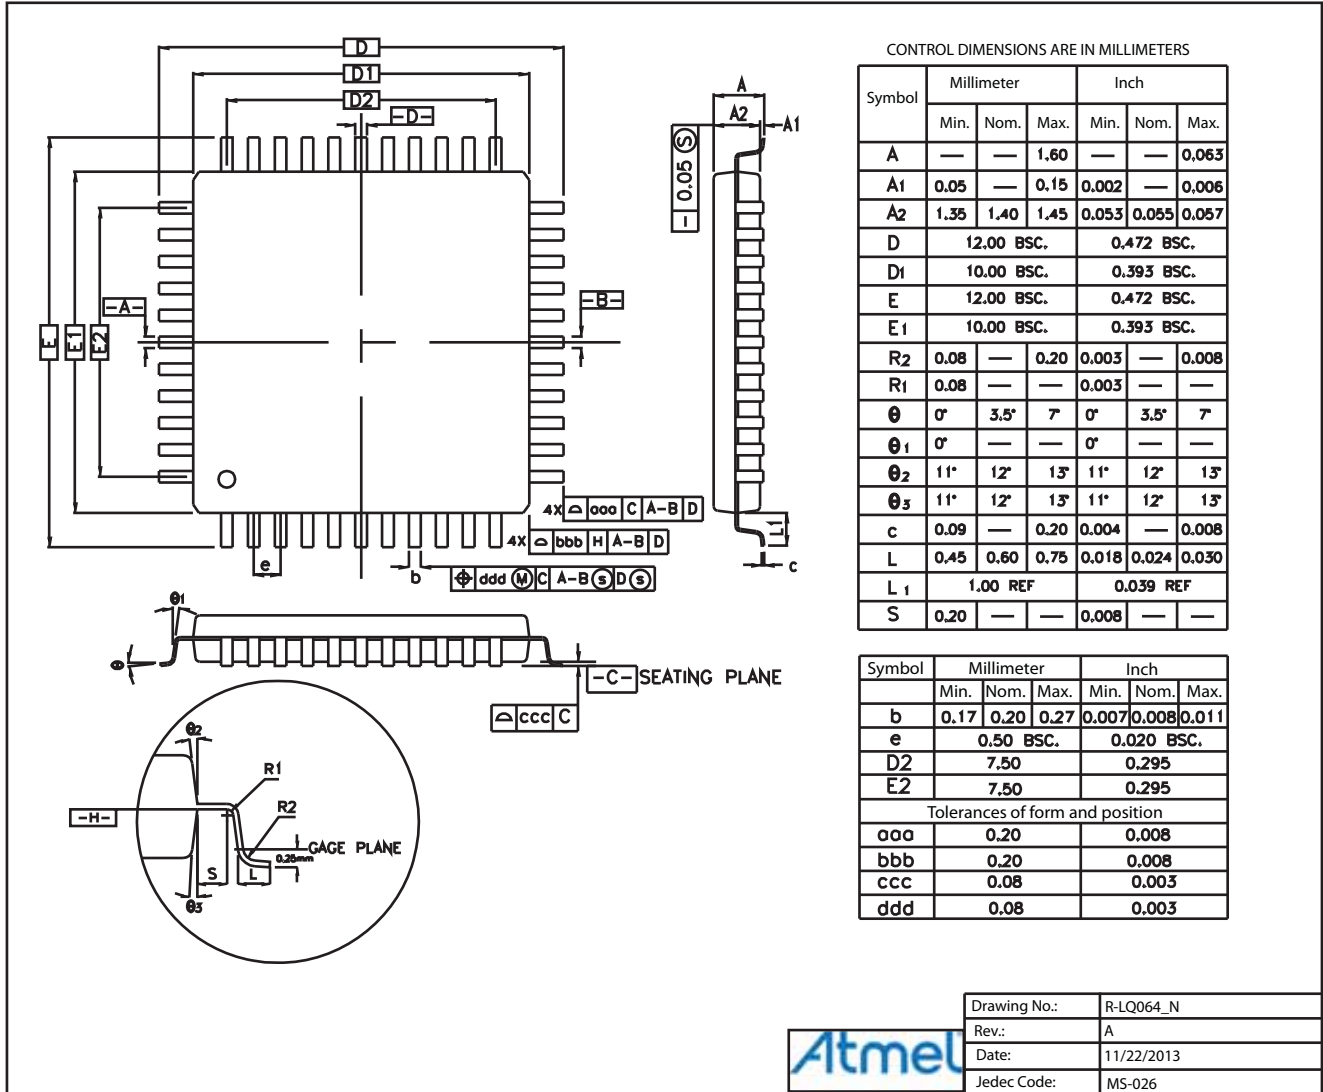 D
D1
D2
-D-
-A-
-B-
E
E1
E2
4X aaa C A-B D
4X bbb H A-B D
e
b
ddd M C A-B S D S
A
A2
A1
0.05 S
L1
c
θ1
θ
-C- SEATING PLANE
ccc C
θ2
R1
R2
-H-
GAGE PLANE
0.25mm
S
L
θ3
CONTROL DIMENSIONS ARE IN MILLIMETERS
Symbol Millimeter Inch
Min. Nom. Max. Min. Nom. Max.
A — — 1.60 — — 0.063
A1 0.05 — 0.15 0.002 — 0.006
A2 1.35 1.40 1.45 0.053 0.055 0.057
D 12.00 BSC. 0.472 BSC.
D1 10.00 BSC. 0.393 BSC.
E 12.00 BSC. 0.472 BSC.
E1 10.00 BSC. 0.393 BSC.
R2 0.08 — 0.20 0.003 — 0.008
R1 0.08 — — 0.003 — —
θ 0° 3.5° 7° 0° 3.5° 7°
θ1 0° — — 0° — —
θ2 11° 12° 13° 11° 12° 13°
θ3 11° 12° 13° 11° 12° 13°
c 0.09 — 0.20 0.004 — 0.008
L 0.45 0.60 0.75 0.018 0.024 0.030
L1 1.00 REF 0.039 REF
S 0.20 — — 0.008 — —
Symbol Millimeter Inch
Min. Nom. Max. Min. Nom. Max.
b 0.17 0.20 0.27 0.007 0.008 0.011
e 0.50 BSC. 0.020 BSC.
D2 7.50 0.295
E2 7.50 0.295
Tolerances of form and position
aaa 0.20 0.008
bbb 0.20 0.008
ccc 0.08 0.003
ddd 0.08 0.003
Atmel
Drawing No.: R-LQ064_N
Rev.: A
Date: 11/22/2013
Jedec Code: MS-026